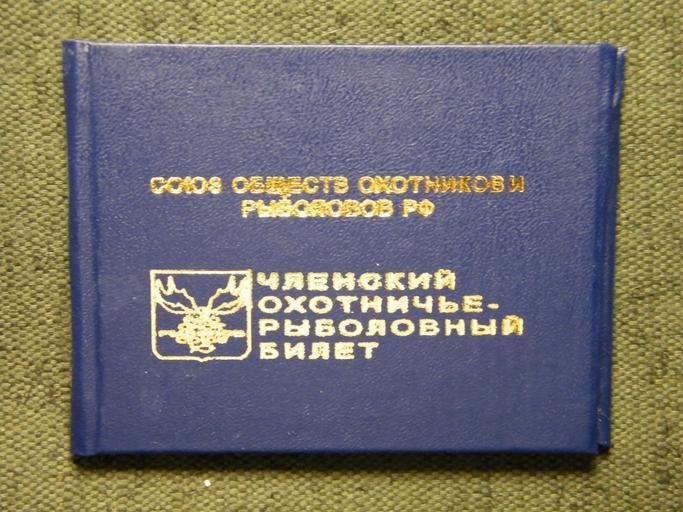 СОЮЗ ОБЩЕСТВ ОХОТНИКОВ И
РЫБОЛОВОВ РФ
ЧЛЕНСКИЙ
ОХОТНИЧЬЕ-
РЫБОЛОВНЫЙ
БИЛЕТ